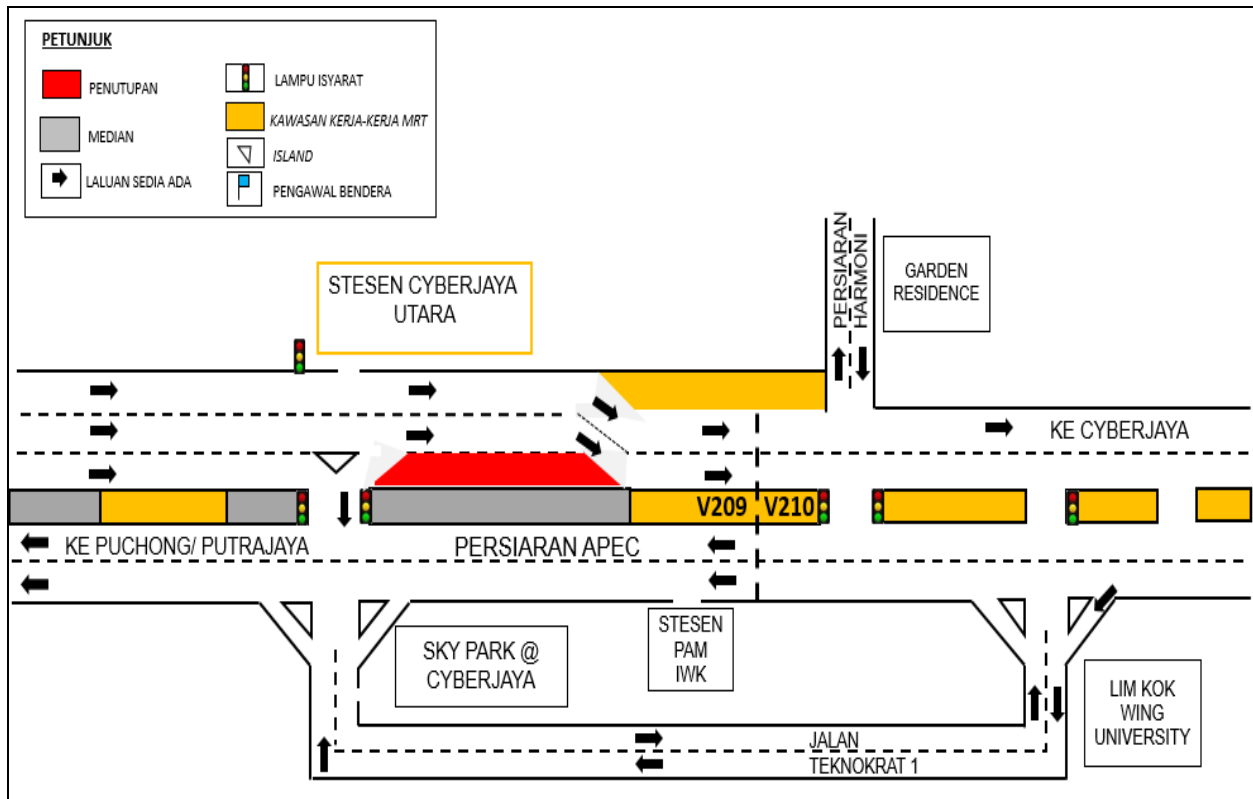 PETUNJUK
PENUTUPAN
MEDIAN
LALUAN SEDIA ADA
LAMPU ISYARAT
KAWASAN KERJA-KERJA MRT
ISLAND
PENGAWAL BENDERA
STESEN CYBERJAYA
UTARA
PERSIARAN
HARMONI
GARDEN
RESIDENCE
KE CYBERJAYA
V209
V210
KE PUCHONG/ PUTRAJAYA
PERSIARAN APEC
SKY PARK @
CYBERJAYA
STESEN
PAM
IWK
LIM KOK
WING
UNIVERSITY
JALAN
TEKNOKRAT 1